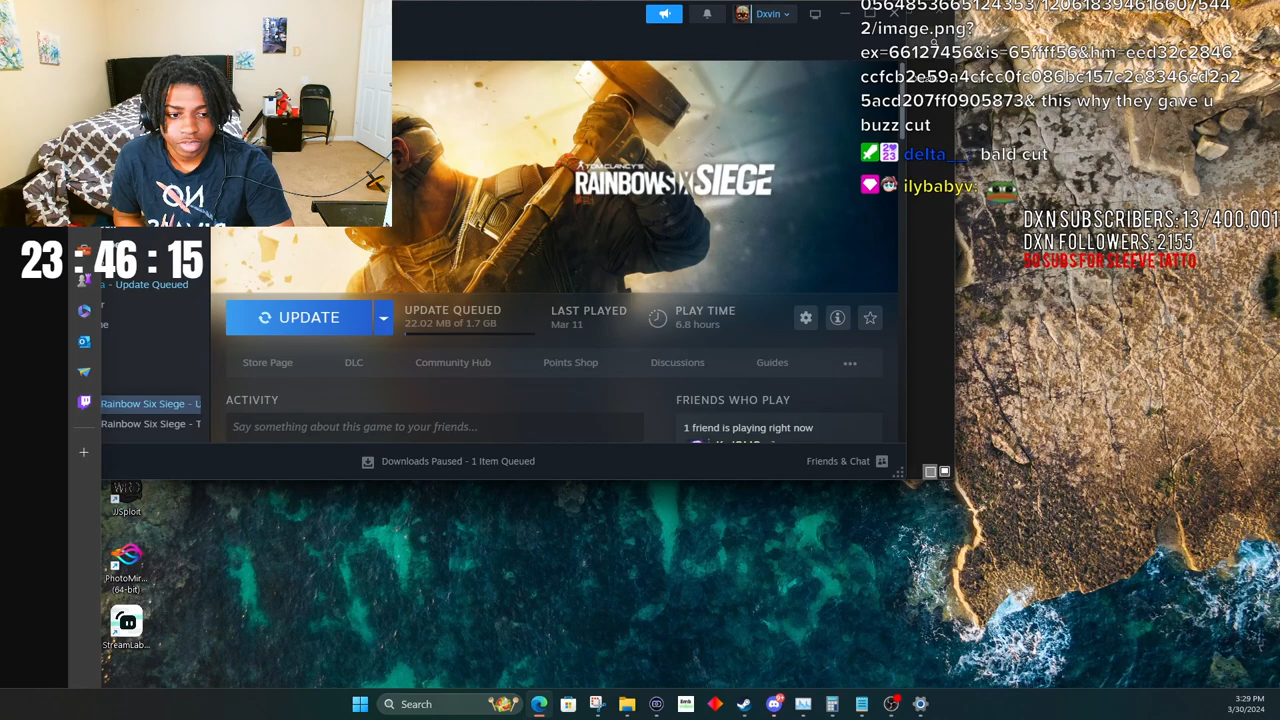 Dxvin
0564853665124353/120618394616607544
2/image.png?
ex=66127456&is=65ffff56&hm=eed32c2846
ccfcb2e59a4cfcc0fc086bc157c2e8346cd2a2
5acd207ff0905873& this why they gave u
buzz cut
delta__: bald cut
ilybabyv:
DXN SUBSCRIBERS: 13/400,001
DXN FOLLOWERS: 2155
50 SUBS FOR SLEEVE TATTO
TOM CLANCY'S
RAINBOW SIX SIEGE
23 : 46 : 15
a - Update Queued
UPDATE
UPDATE QUEUED
22.02 MB of 1.7 GB
LAST PLAYED
Mar 11
PLAY TIME
6.8 hours
Store Page
DLC
Community Hub
Points Shop
Discussions
Guides
Rainbow Six Siege - U
Rainbow Six Siege - T
ACTIVITY
Say something about this game to your friends...
FRIENDS WHO PLAY
1 friend is playing right now
Downloads Paused - 1 Item Queued
Friends & Chat
JJSploit
PhotoMir...
(64-bit)
StreamLab...
Search
3:29 PM
3/30/2024